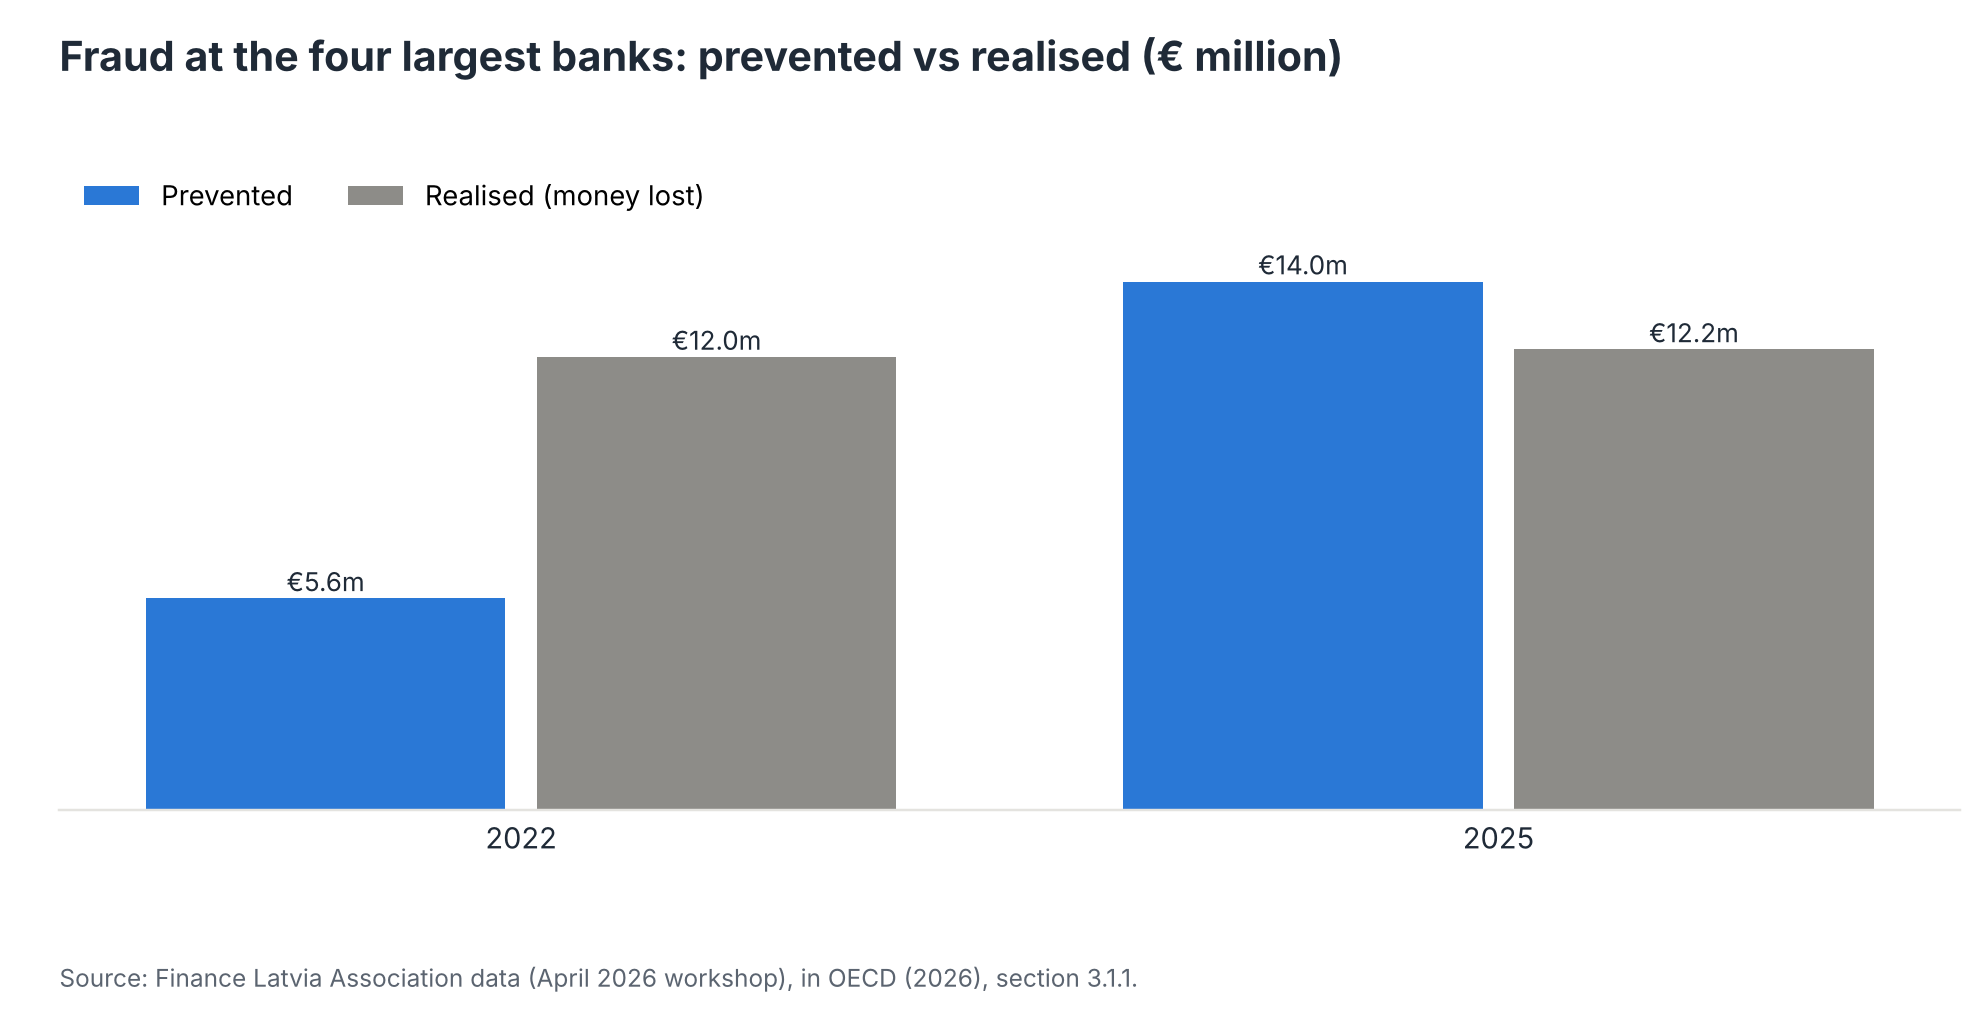 Fraud at the four largest banks: prevented vs realised (€ million)
Prevented
Realised (money lost)
€5.6m
€12.0m
€14.0m
€12.2m
2022
2025
Source: Finance Latvia Association data (April 2026 workshop), in OECD (2026), section 3.1.1.